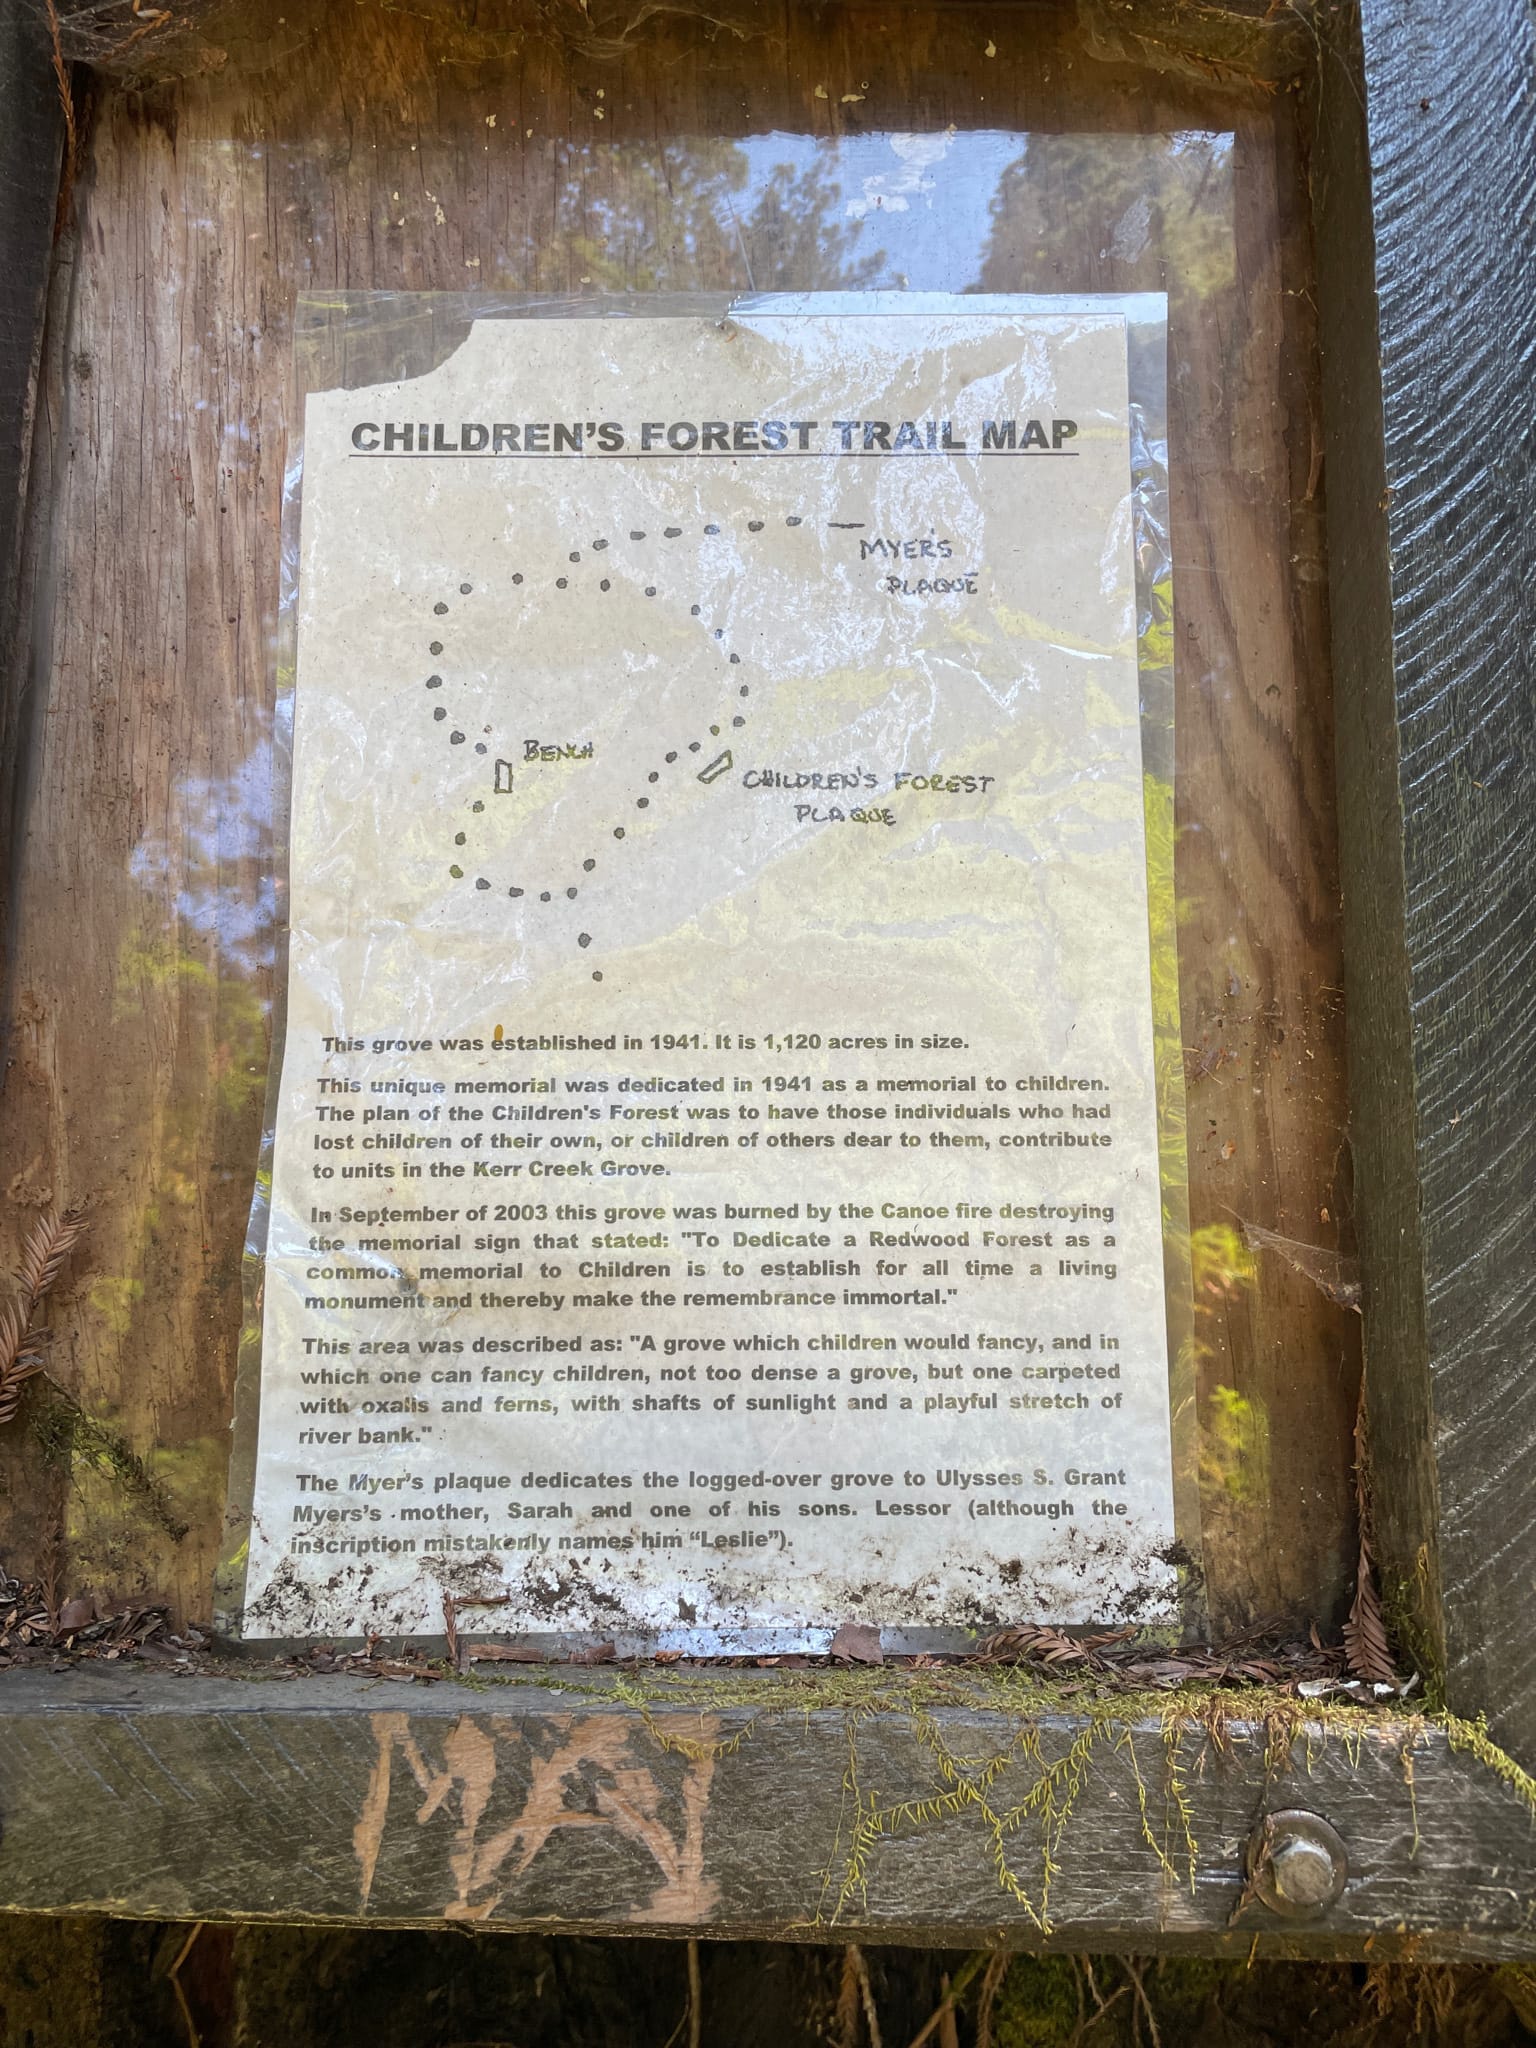 CHILDREN'S FOREST TRAIL MAP
MYER'S
PLAQUE
BENCH
CHILDREN'S FOREST
PLAQUE
This grove was established in 1941. It is 1,120 acres in size.
This unique memorial was dedicated in 1941 as a memorial to children.
The plan of the Children's Forest was to have those individuals who had
lost children of their own, or children of others dear to them, contribute
to units in the Kerr Creek Grove.
In September of 2003 this grove was burned by the Canoe fire destroying
the memorial sign that stated: "To Dedicate a Redwood Forest as a
common memorial to Children is to establish for all time a living
monument and thereby make the remembrance immortal."
This area was described as: "A grove which children would fancy, and in
which one can fancy children, not too dense a grove, but one carpeted
with oxalis and ferns, with shafts of sunlight and a playful stretch of
river bank."
The Myer's plaque dedicates the logged-over grove to Ulysses S. Grant
Myers's mother, Sarah and one of his sons. Lessor (although the
inscription mistakenly names him “Leslie”).